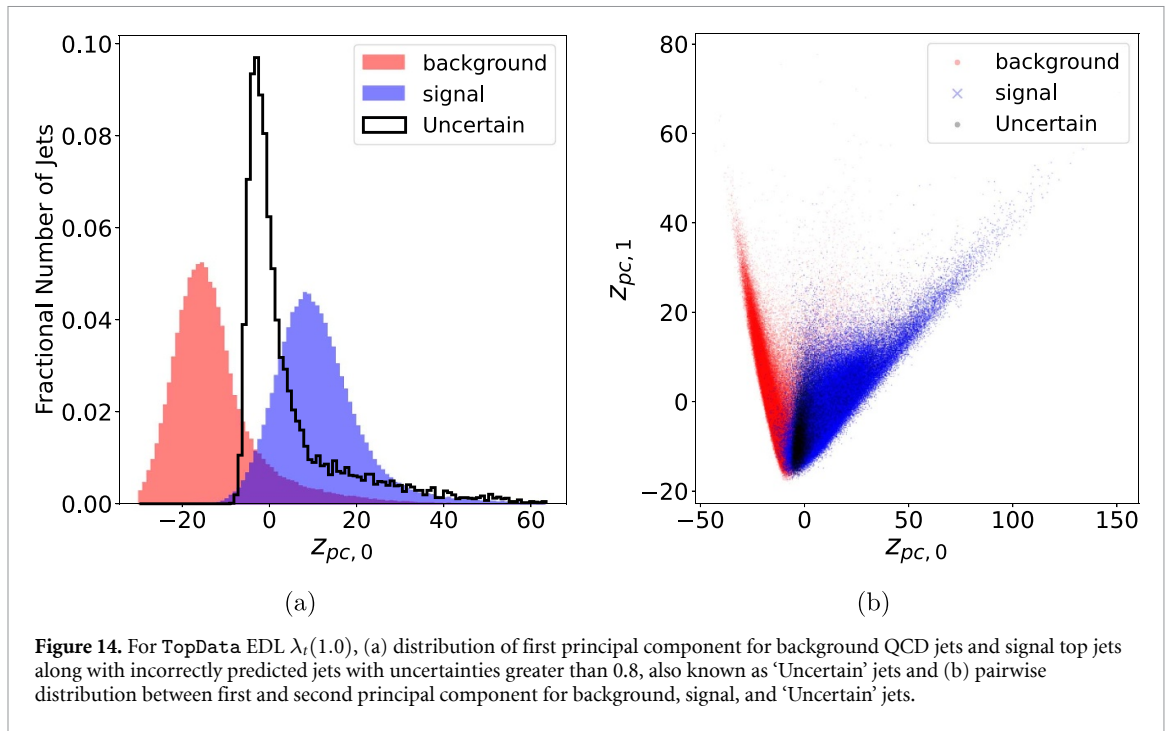 0.10
0.08
0.06
0.04
0.02
0.00
Fractional Number of Jets
background
signal
Uncertain
−20
0
20
40
60
z_{pc, 0}
(a)
80
60
40
20
0
−20
z_{pc, 1}
background
signal
Uncertain
−50
0
50
100
150
z_{pc, 0}
(b)
Figure 14. For TopData EDL λ_t(1.0), (a) distribution of first principal component for background QCD jets and signal top jets
along with incorrectly predicted jets with uncertainties greater than 0.8, also known as ‘Uncertain’ jets and (b) pairwise
distribution between first and second principal component for background, signal, and ‘Uncertain’ jets.